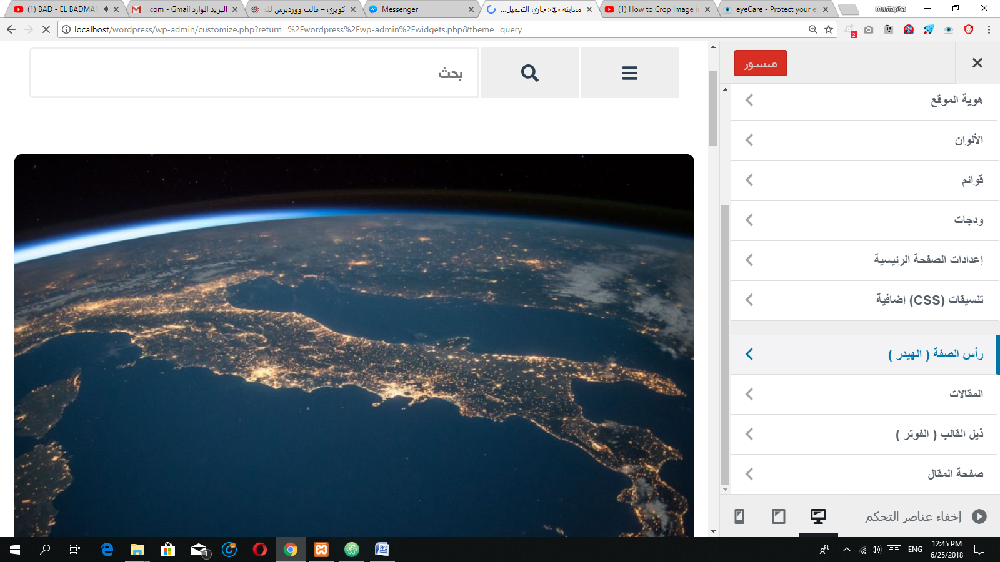 (1) BAD - EL BADMAN
البريد الوارد - Gmail
كويري – قالب ووردبرس للـ
Messenger
معاينة حيّة: جاري التحميل...
(1) How to Crop Image i
eyeCare - Protect your e
mustapha
localhost/wordpress/wp-admin/customize.php?return=%2Fwordpress%2Fwp-admin%2Fwidgets.php&theme=query
2
بحث
منشور
هوية الموقع
الألوان
قوائم
ودجات
إعدادات الصفحة الرئيسية
تنسيقات (CSS) إضافية
رأس الصفة ( الهيدر )
المقالات
ذيل القالب ( الفوتر )
صفحة المقال
إخفاء عناصر التحكم
1
ENG
12:45 PM
6/25/2018